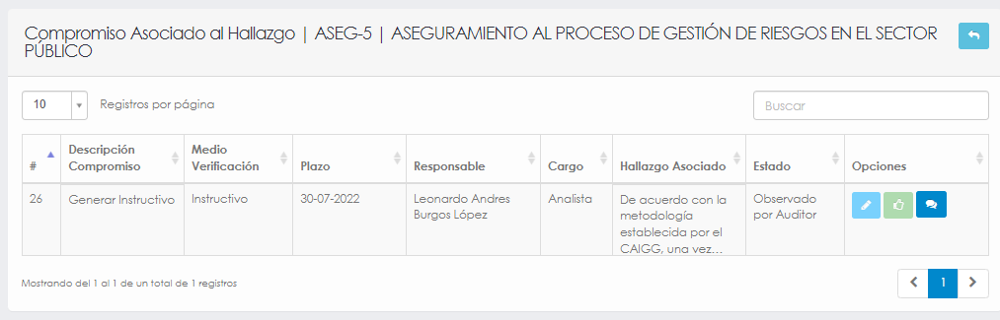 Compromiso Asociado al Hallazgo | ASEG-5 | ASEGURAMIENTO AL PROCESO DE GESTIÓN DE RIESGOS EN EL SECTOR
PÚBLICO
10
Registros por página
Buscar
#
Descripción
Compromiso
Medio
Verificación
Plazo
Responsable
Cargo
Hallazgo Asociado
Estado
Opciones
26
Generar Instructivo
Instructivo
30-07-2022
Leonardo Andres
Burgos López
Analista
De acuerdo con la
metodología
establecida por el
CAIGG, una vez...
Observado
por Auditor
Mostrando del 1 al 1 de un total de 1 registros
1